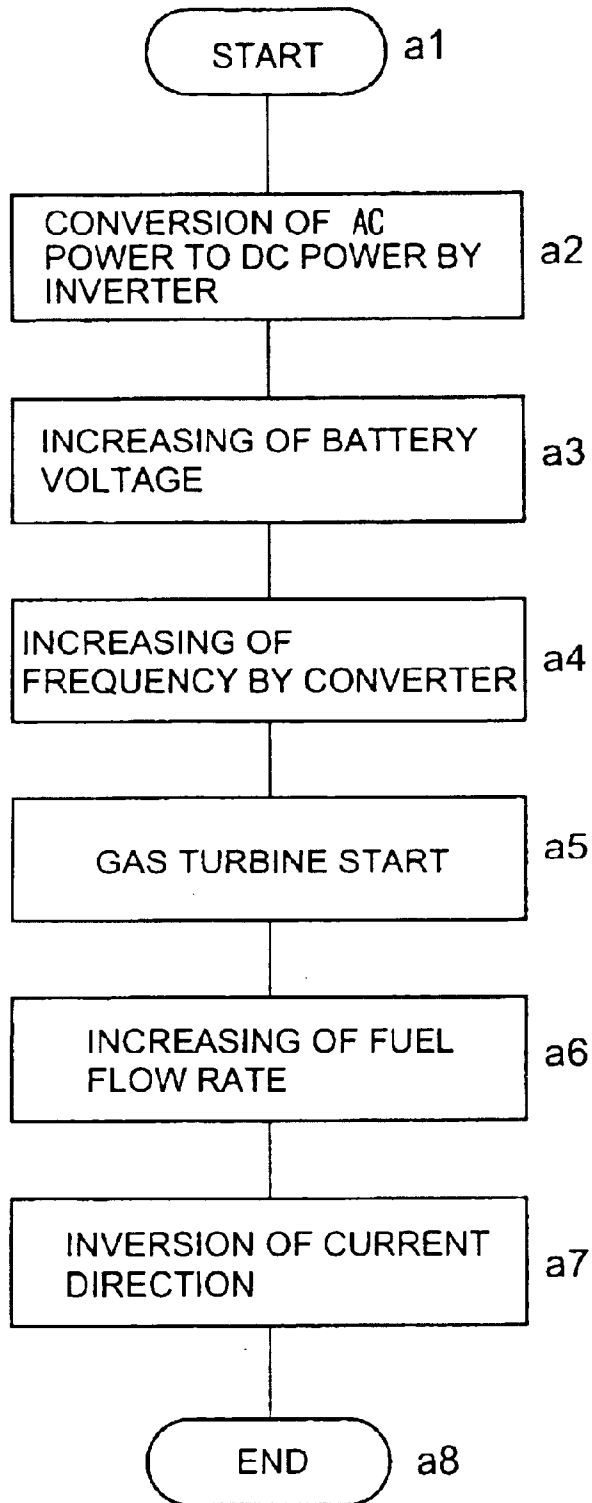 START a1
CONVERSION OF AC
POWER TO DC POWER BY
INVERTER
a2
INCREASING OF BATTERY
VOLTAGE
a3
INCREASING OF
FREQUENCY BY CONVERTER
a4
GAS TURBINE START a5
INCREASING OF FUEL
FLOW RATE
a6
INVERSION OF CURRENT
DIRECTION
a7
END a8